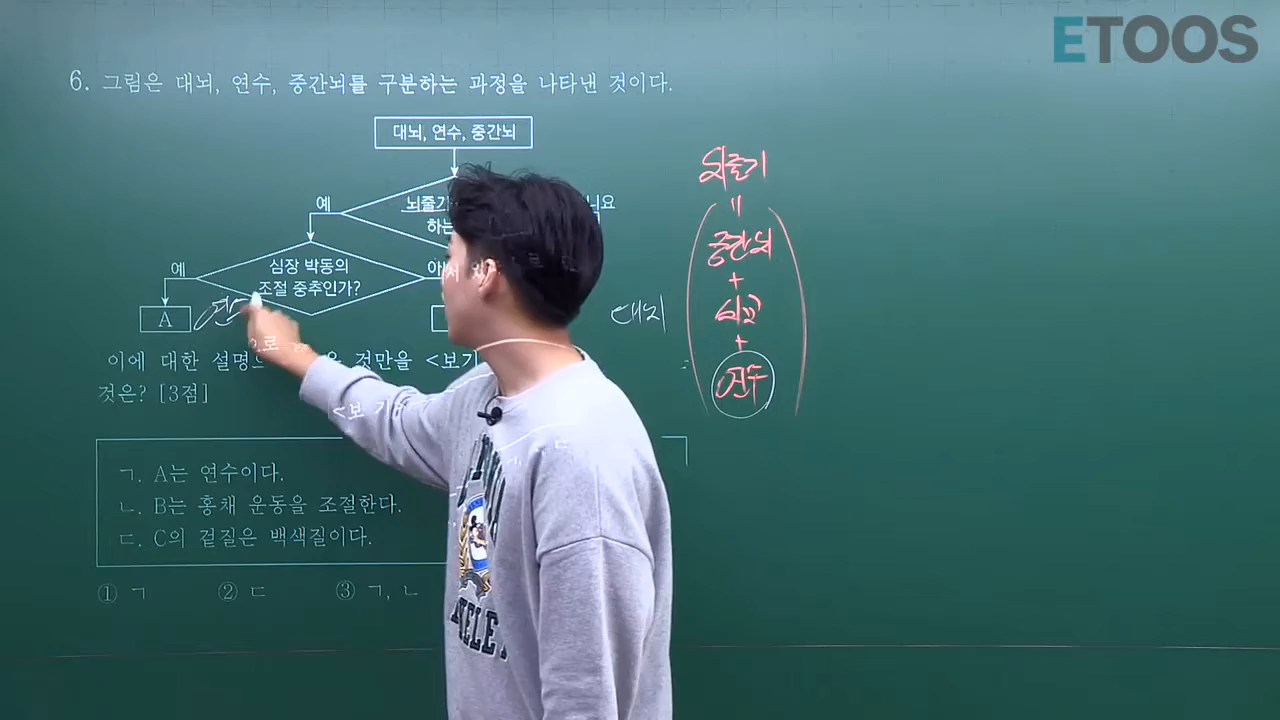 ETOOS
6. 그림은 대뇌, 연수, 중간뇌를 구분하는 과정을 나타낸 것이다.
대뇌, 연수, 중간뇌
뇌줄기
하는
예
니요
심장 박동의
조절 중추인가?
예
A
뇌줄기
=
중간뇌
+
뇌교
+
연수
대뇌
이에 대한 설명으로 것만을 <보기
것은? [3점]
<보 기>
ㄱ. A는 연수이다.
ㄴ. B는 홍채 운동을 조절한다.
ㄷ. C의 겉질은 백색질이다.
① ㄱ ② ㄷ ③ ㄱ, ㄴ